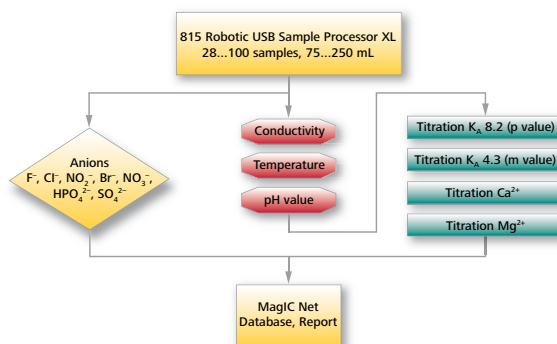 815 Robotic USB Sample Processor XL
28...100 samples, 75...250 mL
Anions
F⁻, Cl⁻, NO₂⁻, Br⁻, NO₃⁻,
HPO₄²⁻, SO₄²⁻
Conductivity
Temperature
pH value
Titration K_A 8.2 (p value)
Titration K_A 4.3 (m value)
Titration Ca²⁺
Titration Mg²⁺
MagIC Net
Database, Report